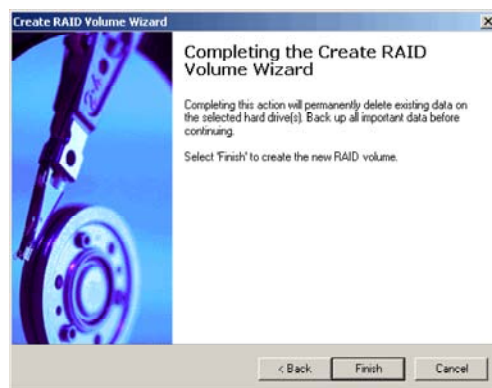 Create RAID Volume Wizard
Completing the Create RAID
Volume Wizard
Completing this action will permanently delete existing data on
the selected hard drive(s). Back up all important data before
continuing.
Select 'Finish' to create the new RAID volume.
< Back
Finish
Cancel